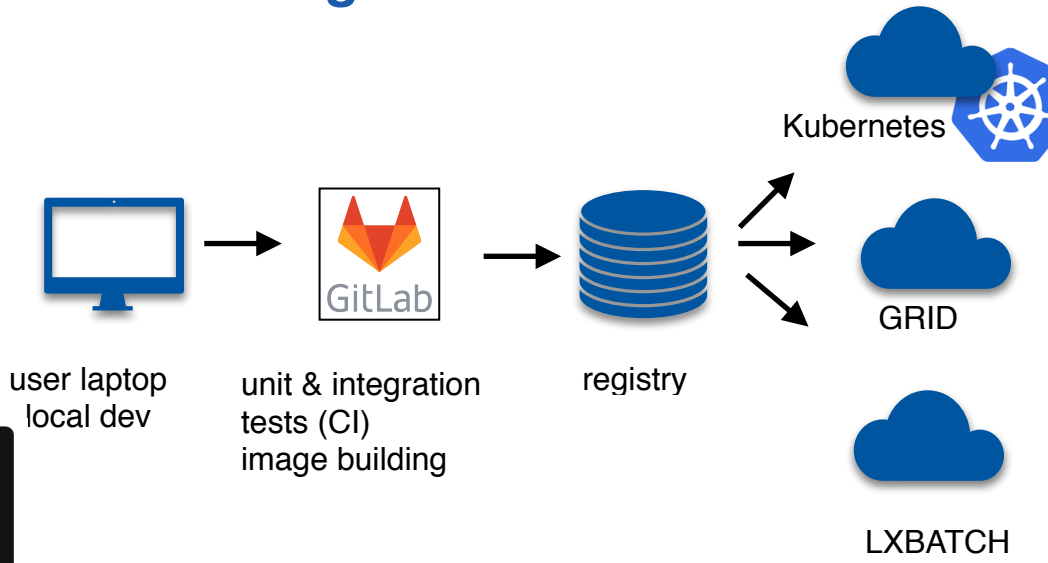 Kubernetes
GitLab
GRID
user laptop
local dev
unit & integration
tests (CI)
image building
registry
LXBATCH